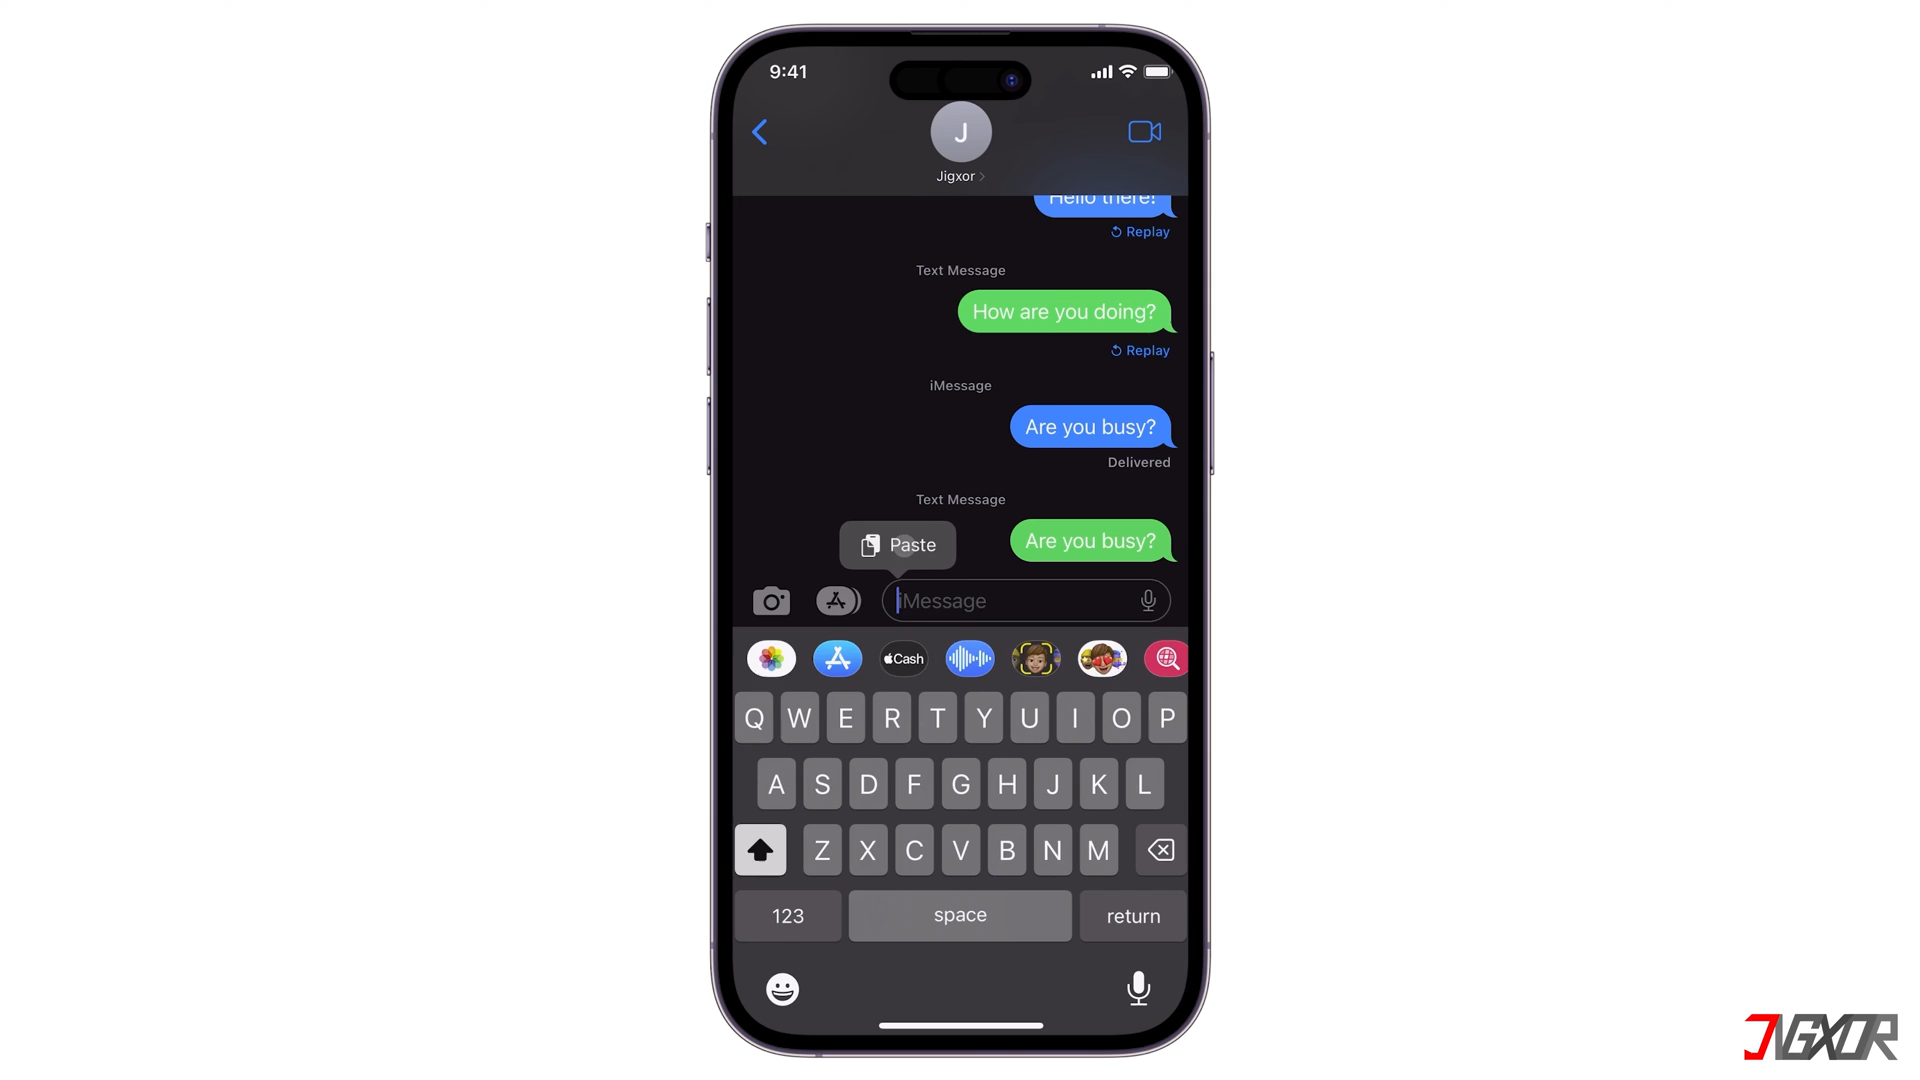 9:41
J
Jigxor
Hello there!
Replay
Text Message
How are you doing?
Replay
iMessage
Are you busy?
Delivered
Text Message
Are you busy?
Paste
iMessage
Cash
Q W E R T Y U I O P
A S D F G H J K L
Z X C V B N M
123 space return
JIGXOR